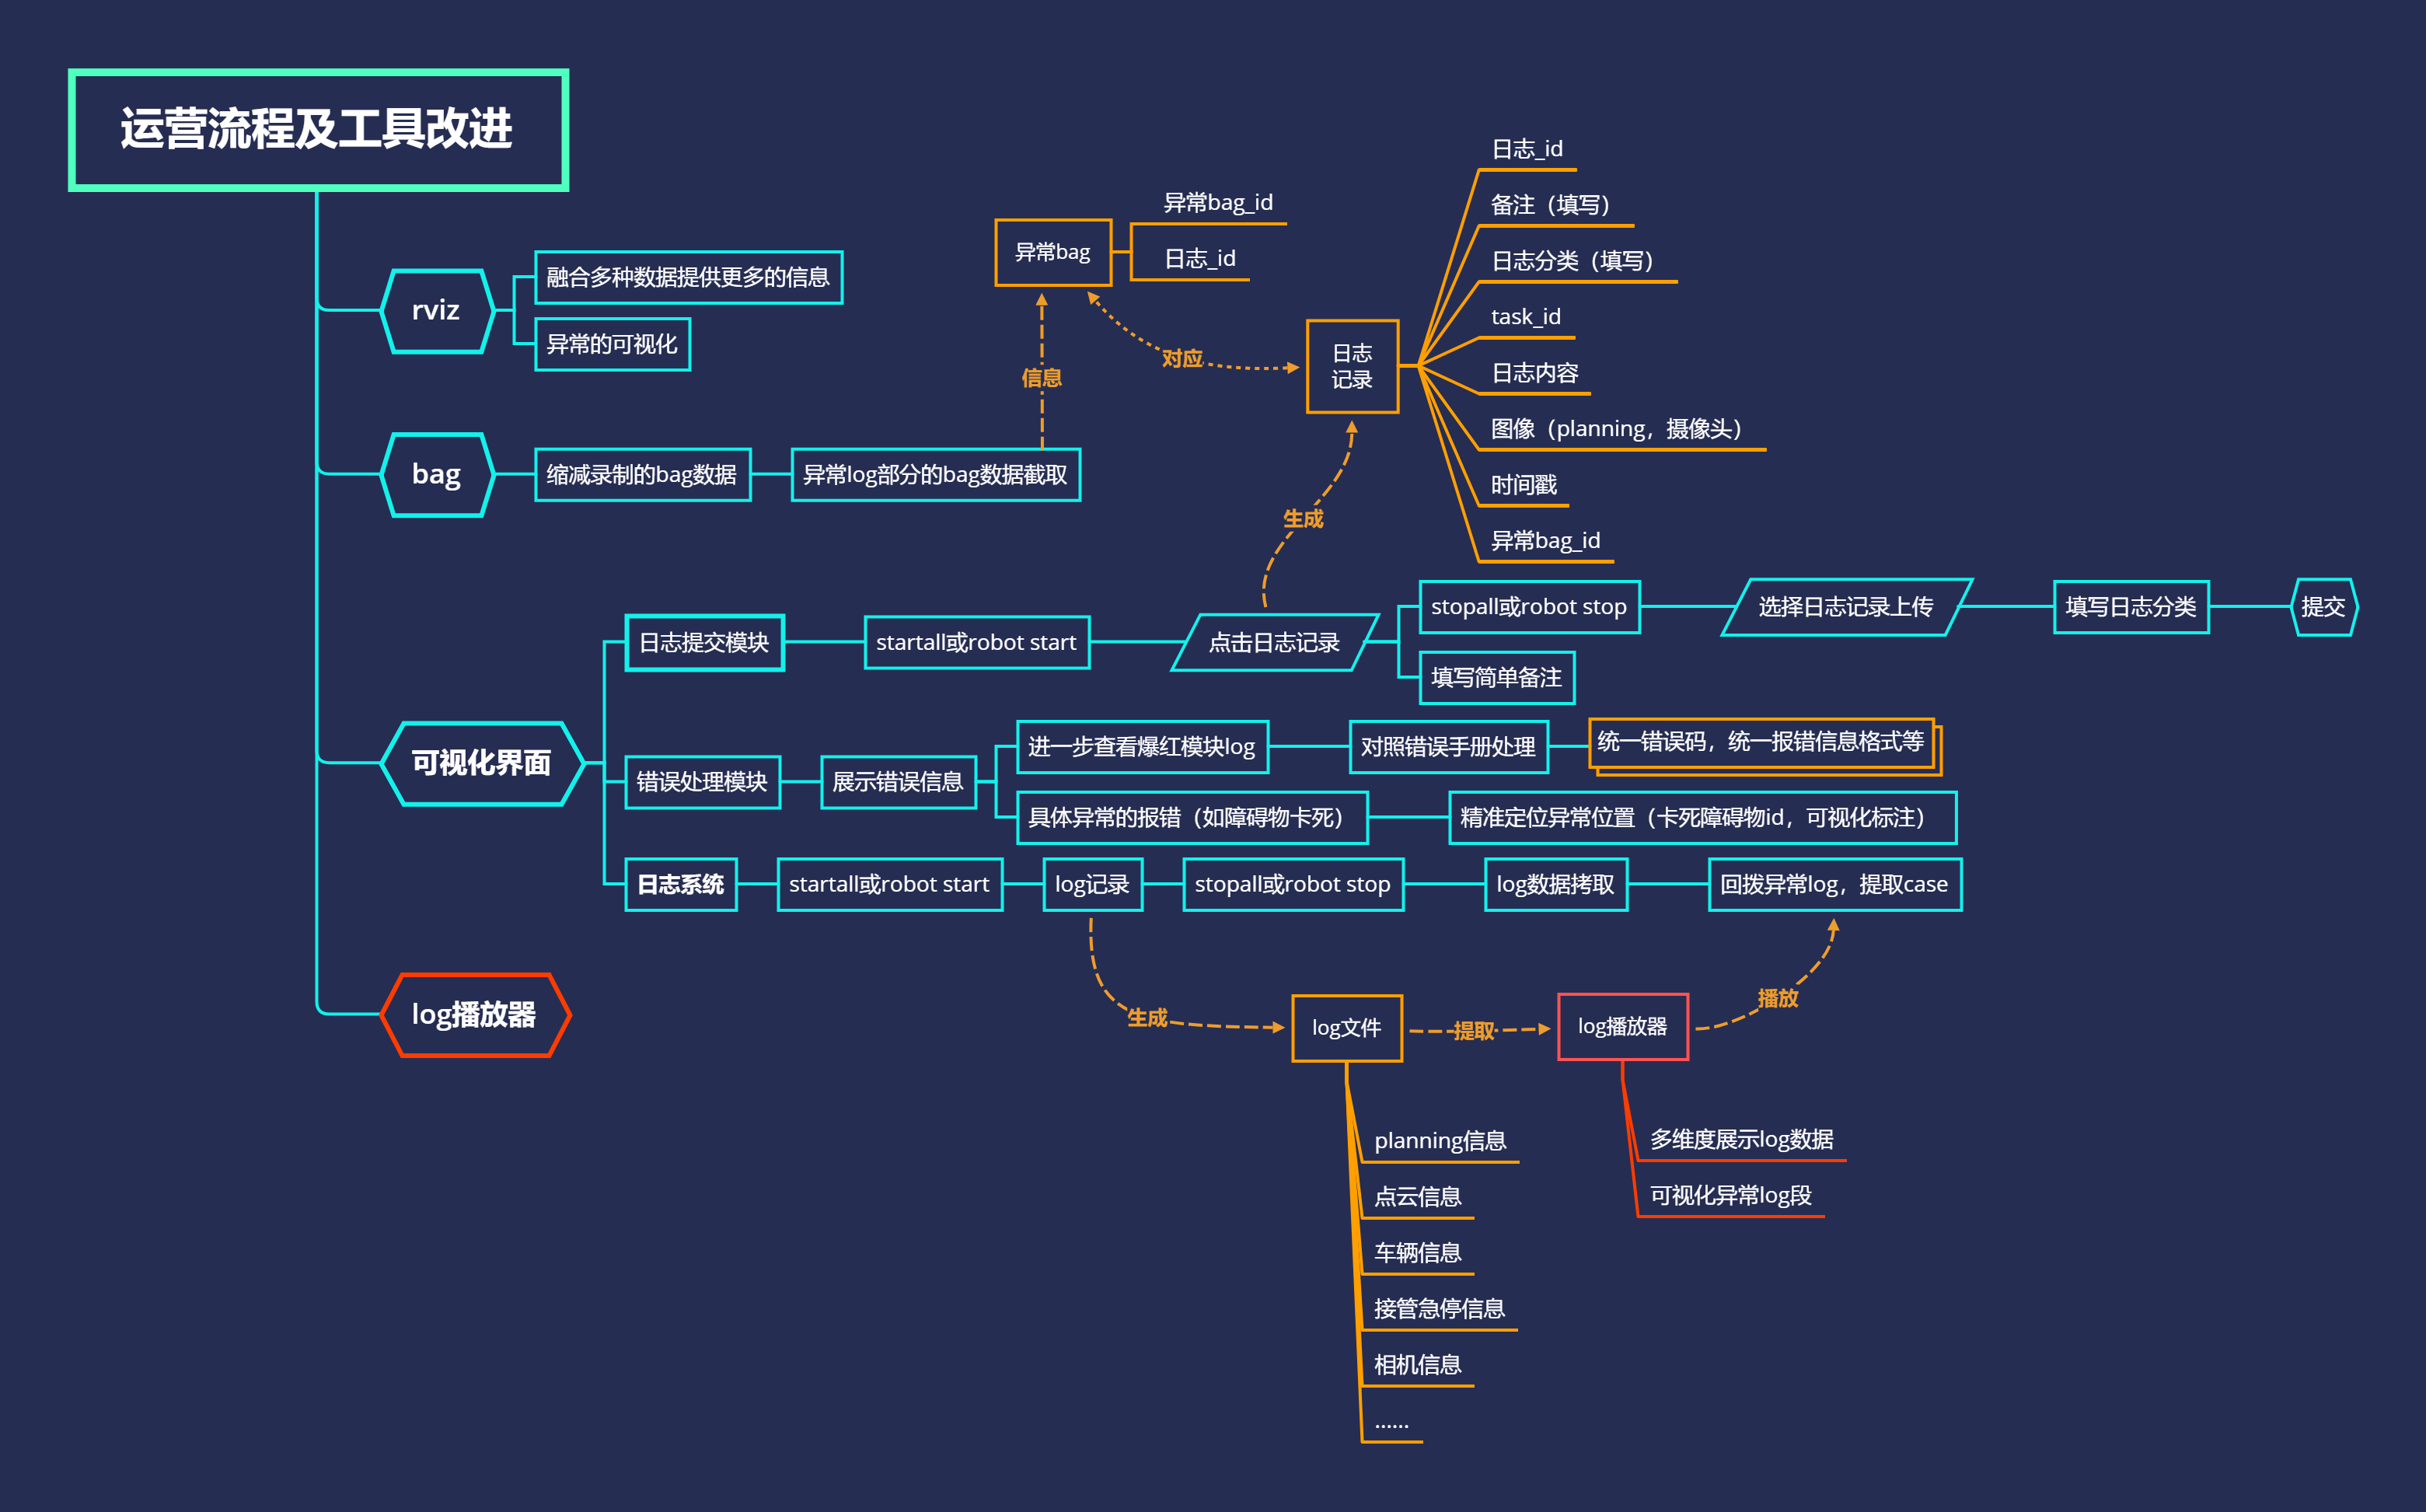 运营流程及工具改进
rviz
融合多种数据提供更多的信息
异常的可视化
bag
缩减录制的bag数据
异常log部分的bag数据截取
信息
异常bag
异常bag_id
日志_id
对应
日志
记录
日志_id
备注（填写）
日志分类（填写）
task_id
日志内容
图像（planning，摄像头）
时间戳
异常bag_id
生成
可视化界面
日志提交模块
startall或robot start
点击日志记录
stopall或robot stop
选择日志记录上传
填写日志分类
提交
填写简单备注
错误处理模块
展示错误信息
进一步查看爆红模块log
对照错误手册处理
统一错误码，统一报错信息格式等
具体异常的报错（如障碍物卡死）
精准定位异常位置（卡死障碍物id，可视化标注）
日志系统
startall或robot start
log记录
stopall或robot stop
log数据拷取
回拨异常log，提取case
log播放器
生成
log文件
提取
log播放器
播放
planning信息
点云信息
车辆信息
接管急停信息
相机信息
......
多维度展示log数据
可视化异常log段